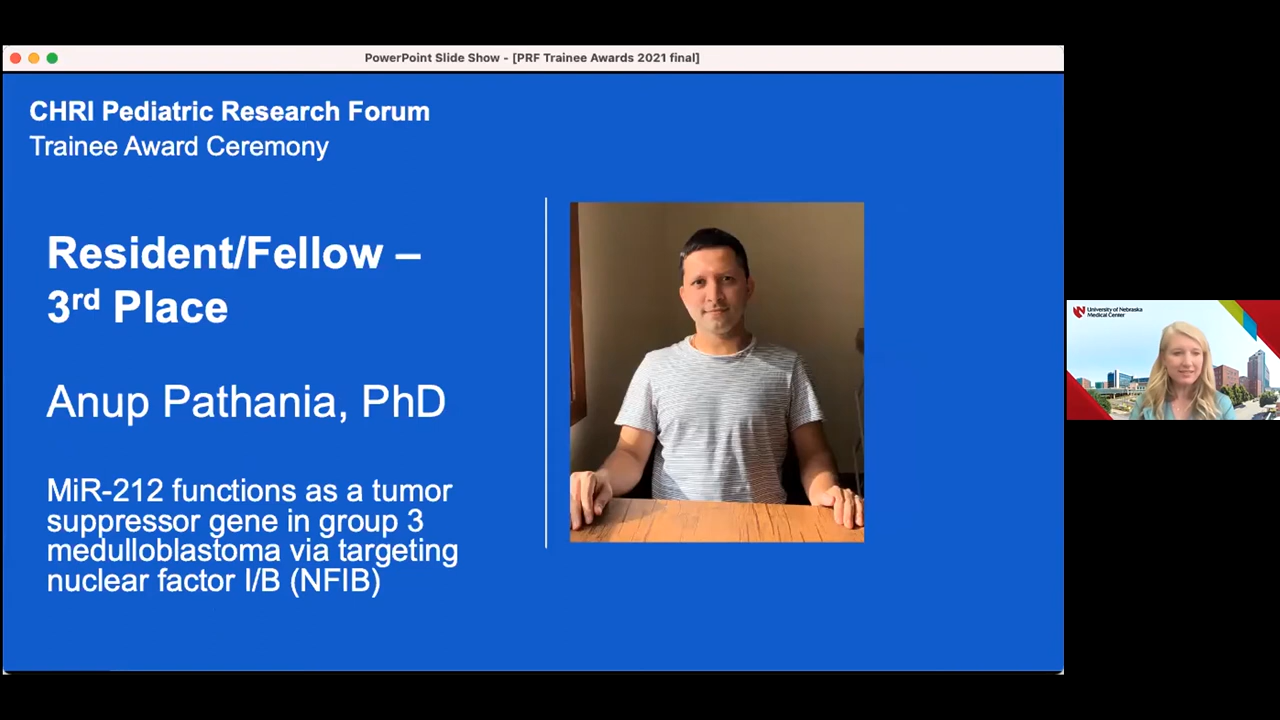 PowerPoint Slide Show - [PRF Trainee Awards 2021 final]
CHRI Pediatric Research Forum
Trainee Award Ceremony
Resident/Fellow –
3rd Place
Anup Pathania, PhD
MiR-212 functions as a tumor
suppressor gene in group 3
medulloblastoma via targeting
nuclear factor I/B (NFIB)
University of Nebraska
Medical Center